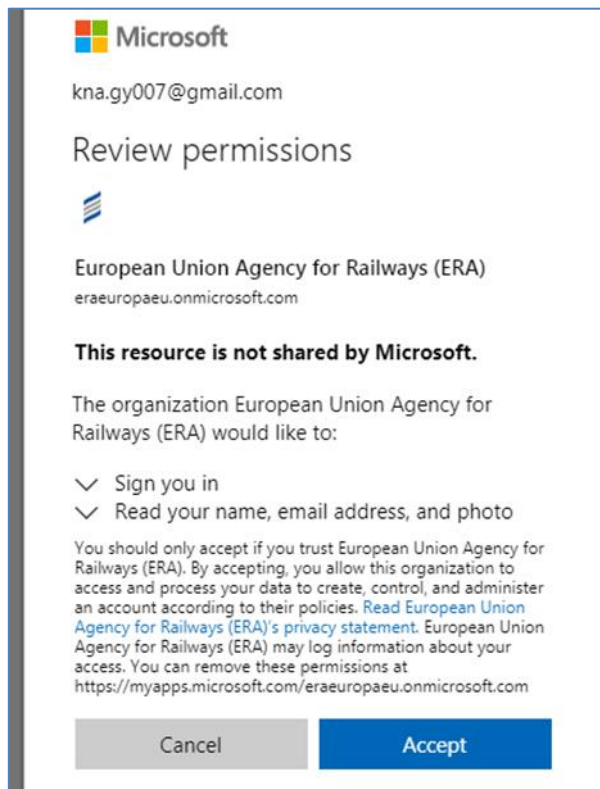 Microsoft
kna.gy007@gmail.com
Review permissions
European Union Agency for Railways (ERA)
eraeuropaeu.onmicrosoft.com
This resource is not shared by Microsoft.
The organization European Union Agency for
Railways (ERA) would like to:
Sign you in
Read your name, email address, and photo
You should only accept if you trust European Union Agency for
Railways (ERA). By accepting, you allow this organization to
access and process your data to create, control, and administer
an account according to their policies. Read European Union
Agency for Railways (ERA)'s privacy statement. European Union
Agency for Railways (ERA) may log information about your
access. You can remove these permissions at
https://myapps.microsoft.com/eraeuropaeu.onmicrosoft.com
Cancel
Accept